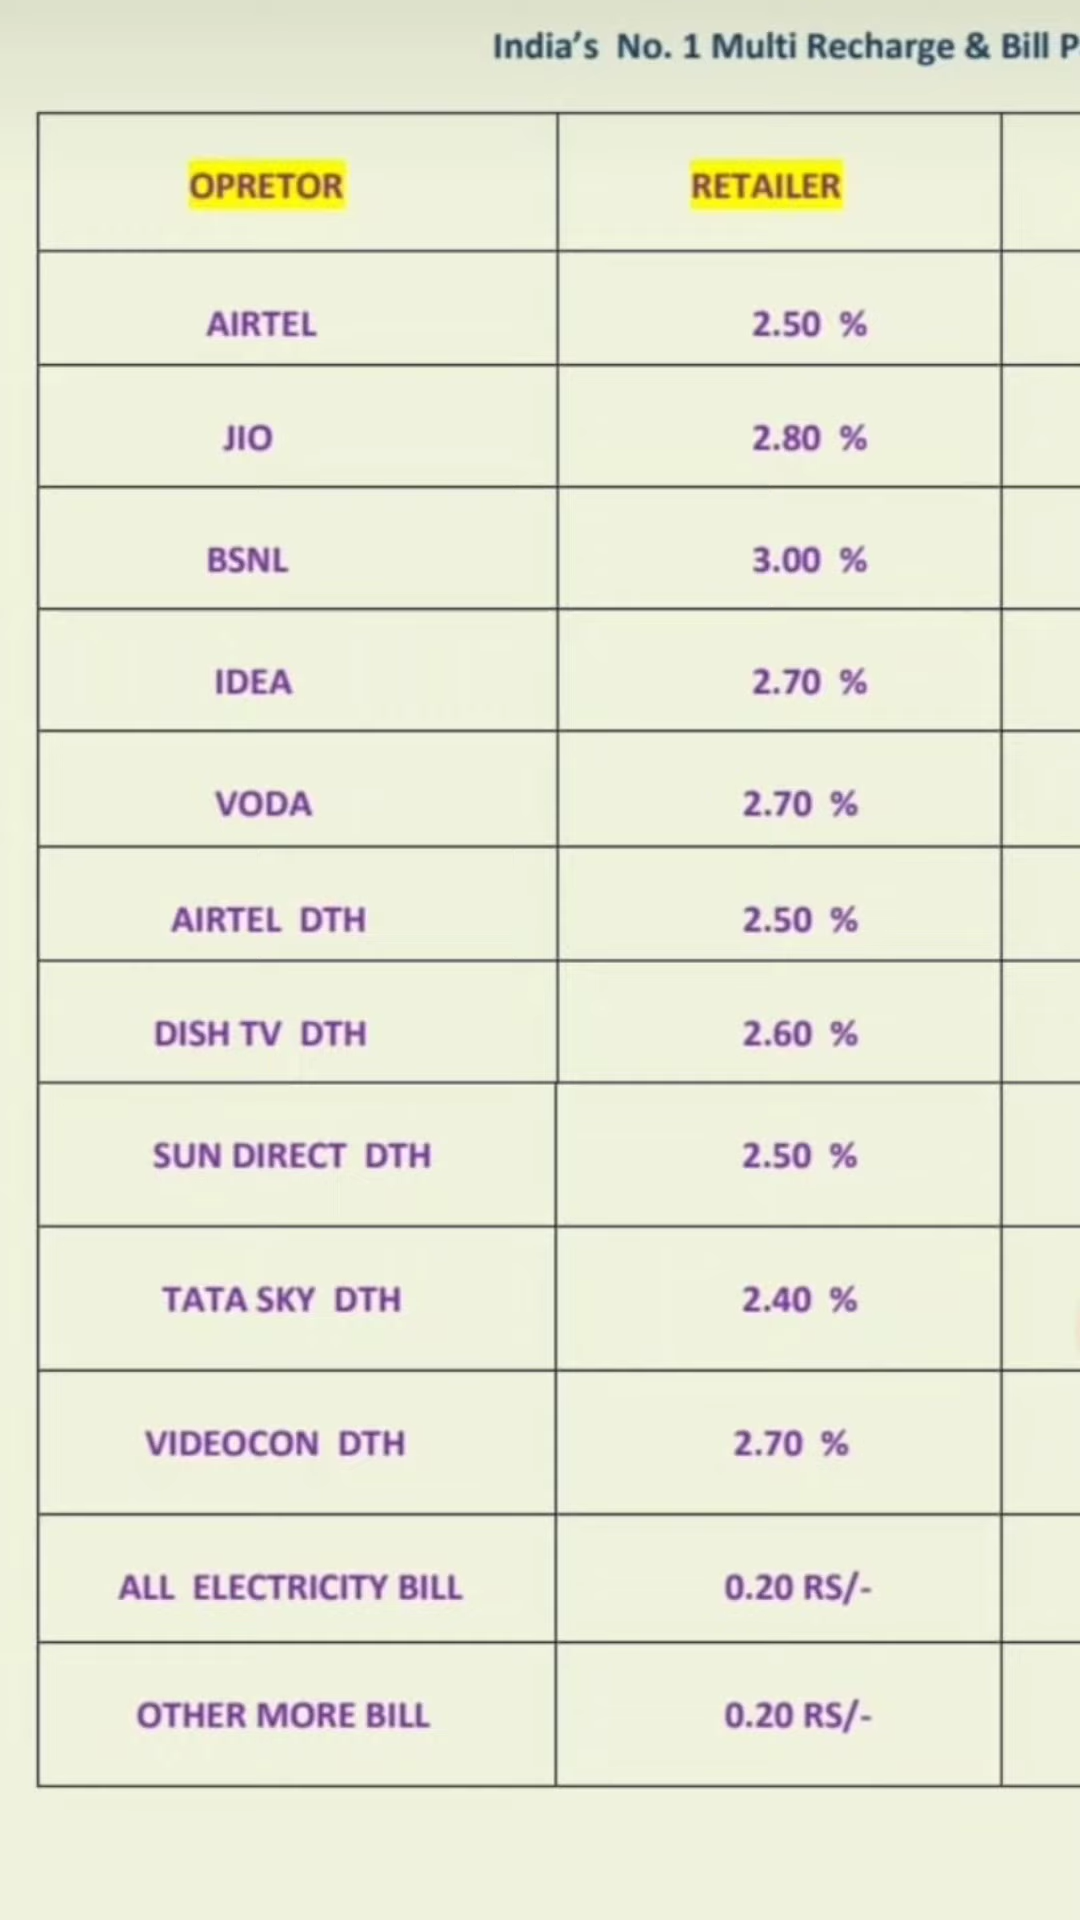 India's No. 1 Multi Recharge & Bill
OPRETOR RETAILER
AIRTEL 2.50 %
JIO 2.80 %
BSNL 3.00 %
IDEA 2.70 %
VODA 2.70 %
AIRTEL DTH 2.50 %
DISH TV DTH 2.60 %
SUN DIRECT DTH 2.50 %
TATA SKY DTH 2.40 %
VIDEOCON DTH 2.70 %
ALL ELECTRICITY BILL 0.20 RS/-
OTHER MORE BILL 0.20 RS/-